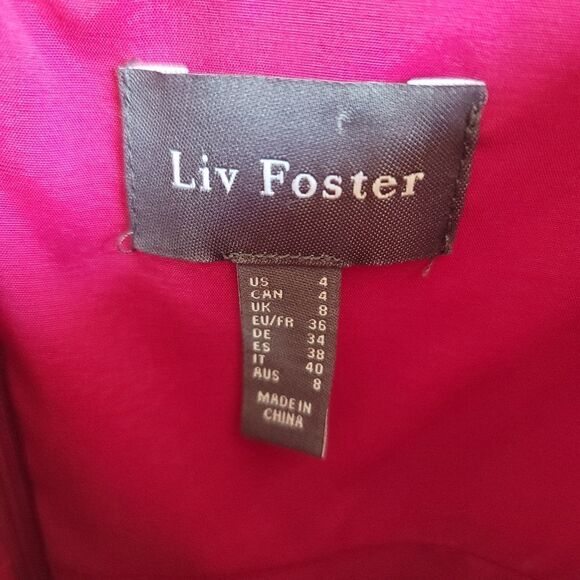 Liv Foster
US 4
CAN 4
UK 8
EU/FR 36
DE 34
ES 38
IT 40
AUS 8
MADE IN
CHINA